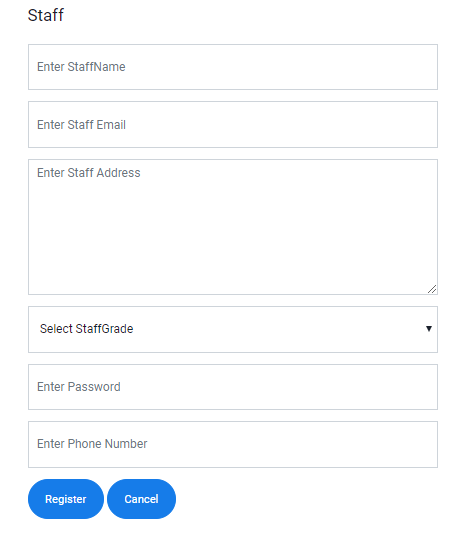 Staff
Enter StaffName
Enter Staff Email
Enter Staff Address
Select StaffGrade
Enter Password
Enter Phone Number
Register Cancel